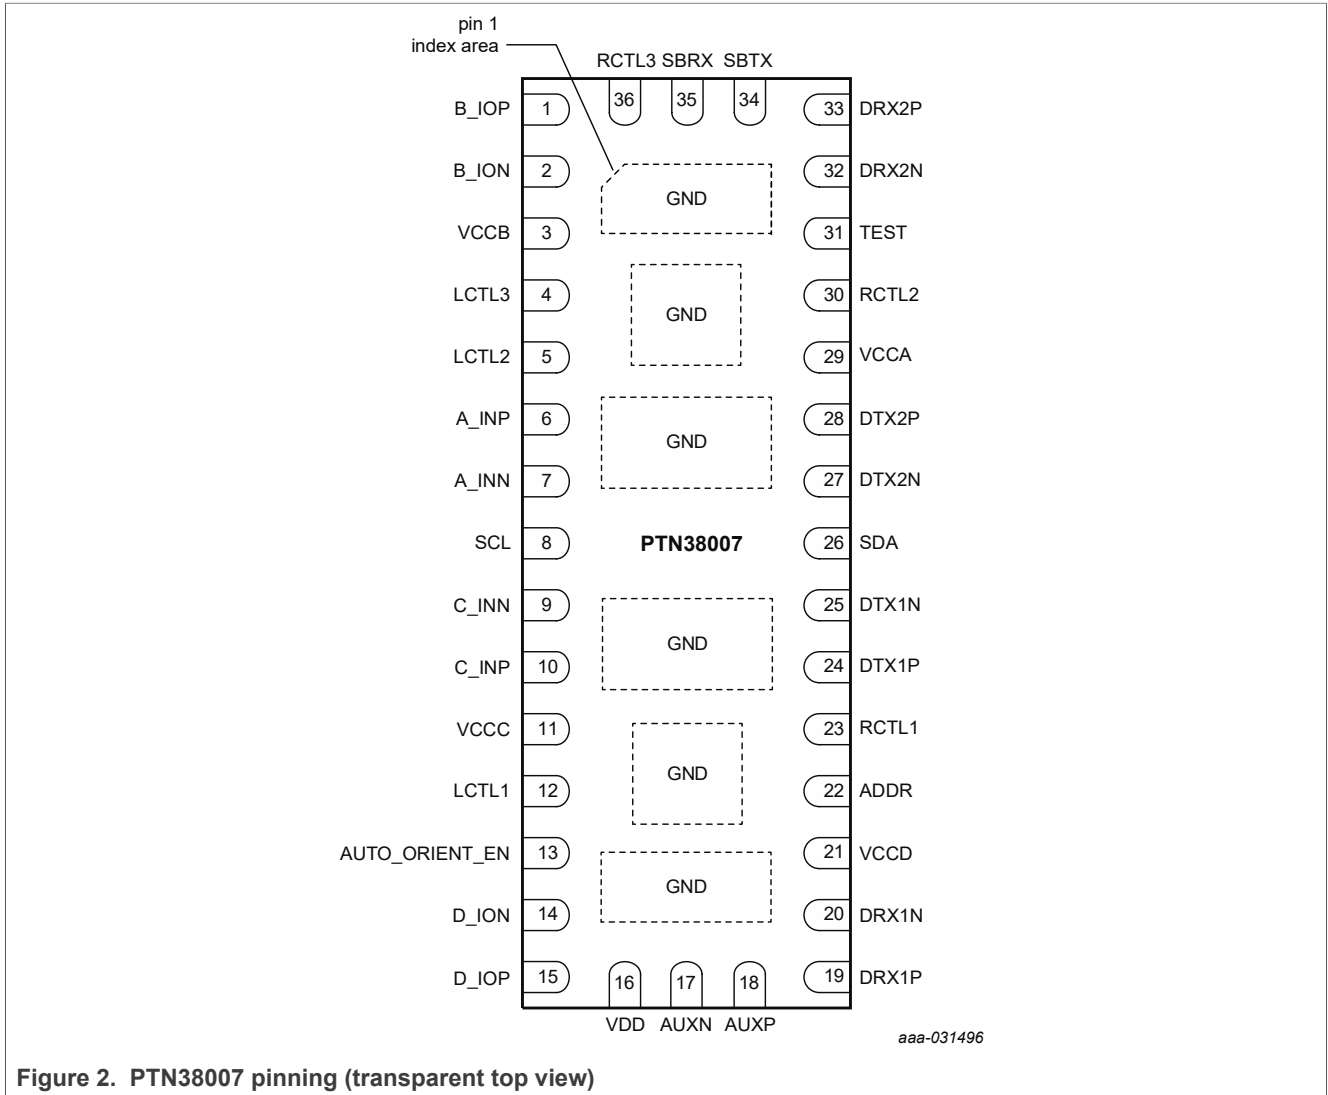 pin 1
index area
RCTL3 SBRX SBTX
36 35 34
B_IOP 1 33 DRX2P
B_ION 2 32 DRX2N
GND
VCCB 3 31 TEST
LCTL3 4 30 RCTL2
GND
LCTL2 5 29 VCCA
A_INP 6 28 DTX2P
GND
A_INN 7 27 DTX2N
SCL 8 PTN38007 26 SDA
C_INN 9 25 DTX1N
GND
C_INP 10 24 DTX1P
VCCC 11 23 RCTL1
GND
LCTL1 12 22 ADDR
AUTO_ORIENT_EN 13 21 VCCD
GND
D_ION 14 20 DRX1N
D_IOP 15 19 DRX1P
16 17 18
VDD AUXN AUXP
aaa-031496
Figure 2. PTN38007 pinning (transparent top view)